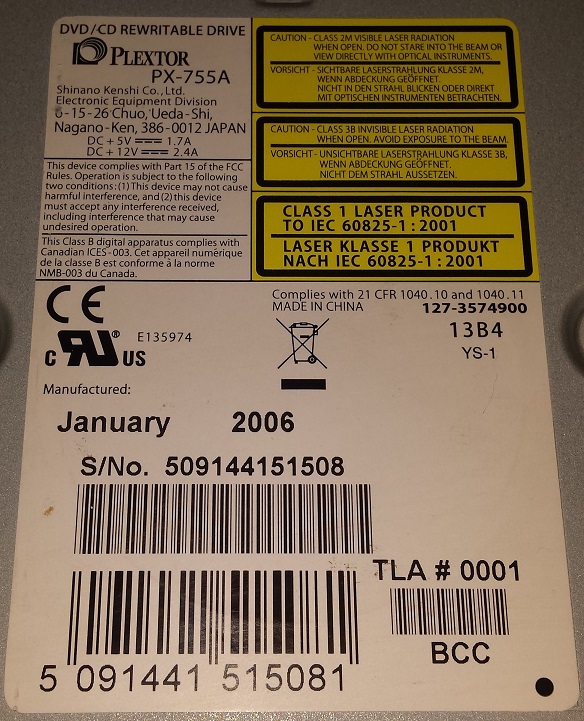 DVD/CD REWRITABLE DRIVE
PLEXTOR
PX-755A
Shinano Kenshi Co., Ltd.
Electronic Equipment Division
6-15-26 Chuo, Ueda-Shi,
Nagano-Ken, 386-0012 JAPAN
DC + 5V 1.7A
DC + 12V 2.4A
This device complies with Part 15 of the FCC
Rules. Operation is subject to the following
two conditions: (1) This device may not cause
harmful interference, and (2) this device
must accept any interference received,
including interference that may cause
undesired operation.
This Class B digital apparatus complies with
Canadian ICES-003. Cet appareil numérique
de la classe B est conforme à la norme
NMB-003 du Canada.
CAUTION - CLASS 2M VISIBLE LASER RADIATION
WHEN OPEN. DO NOT STARE INTO THE BEAM OR
VIEW DIRECTLY WITH OPTICAL INSTRUMENTS.
VORSICHT - SICHTBARE LASERSTRAHLUNG KLASSE 2M,
WENN ABDECKUNG GEÖFFNET.
NICHT IN DEN STRAHL BLICKEN ODER DIREKT
MIT OPTISCHEN INSTRUMENTEN BETRACHTEN.
CAUTION - CLASS 3B INVISIBLE LASER RADIATION
WHEN OPEN. AVOID EXPOSURE TO THE BEAM.
VORSICHT - UNSICHTBARE LASERSTRAHLUNG KLASSE 3B,
WENN ABDECKUNG GEÖFFNET.
NICHT DEM STRAHL AUSSETZEN.
CLASS 1 LASER PRODUCT
TO IEC 60825-1 : 2001
LASER KLASSE 1 PRODUKT
NACH IEC 60825-1 : 2001
CE
c RU ® US E135974
Complies with 21 CFR 1040.10 and 1040.11
MADE IN CHINA 127-3574900
13B4
YS-1
Manufactured:
January 2006
S/No. 509144151508
TLA # 0001
BCC
5 091441 515081